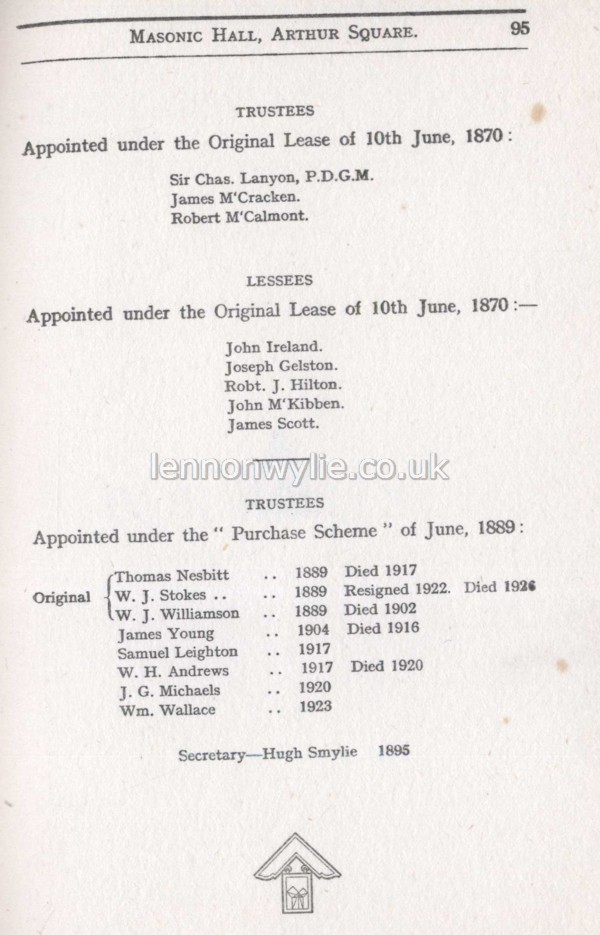 MASONIC HALL, ARTHUR SQUARE. 95
TRUSTEES
Appointed under the Original Lease of 10th June, 1870 :
Sir Chas. Lanyon, P.D.G.M.
James M‘Cracken.
Robert M‘Calmont.
LESSEES
Appointed under the Original Lease of 10th June, 1870 :—
John Ireland.
Joseph Gelston.
Robt. J. Hilton.
John M‘Kibben.
James Scott.
lennonwylie.co.uk
TRUSTEES
Appointed under the “ Purchase Scheme ” of June, 1889 :
Thomas Nesbitt .. 1889 Died 1917
Original W. J. Stokes .. .. 1889 Resigned 1922. Died 1926
W. J. Williamson .. 1889 Died 1902
James Young .. 1904 Died 1916
Samuel Leighton .. 1917
W. H. Andrews .. 1917 Died 1920
J. G. Michaels .. 1920
Wm. Wallace .. 1923
Secretary—Hugh Smylie 1895